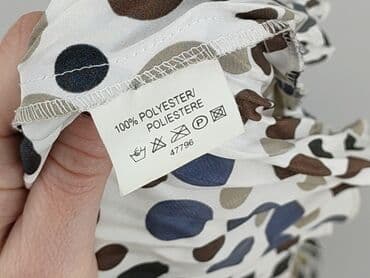 100% POLYESTER/
POLIESTERE
P
47796